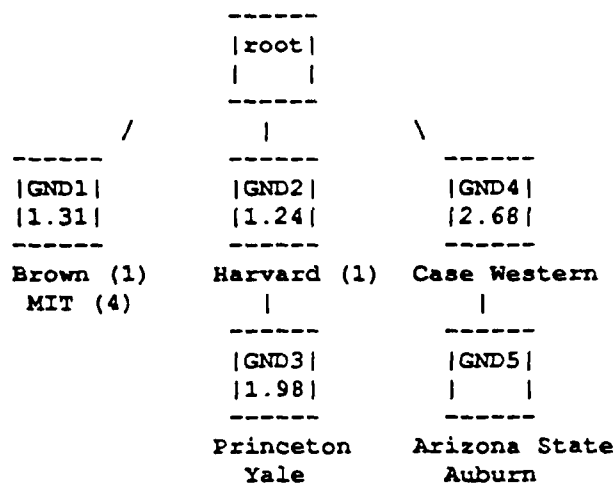 root
GND1 GND2 GND4
1.31 1.24 2.68
Brown (1) Harvard (1) Case Western
MIT (4)
GND3 GND5
1.98
Princeton Arizona State
Yale Auburn